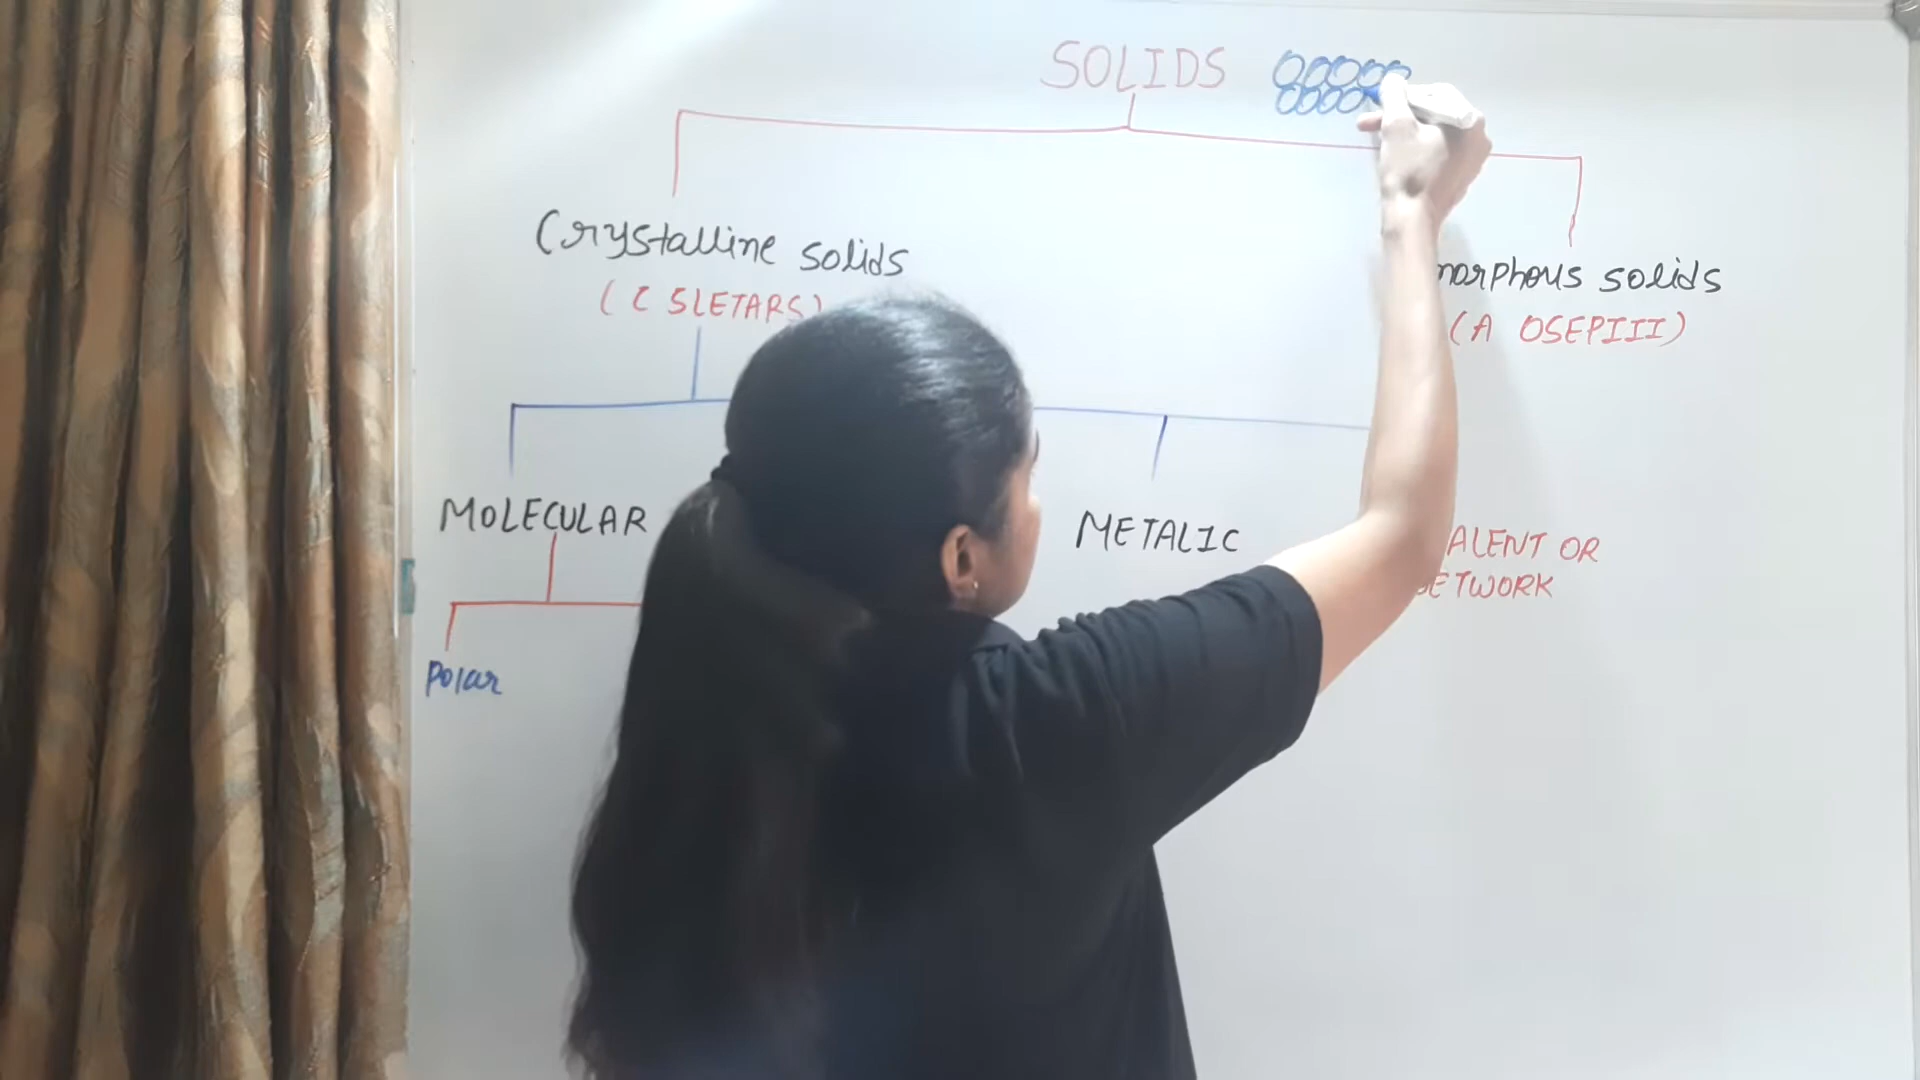 SOLIDS
Crystalline solids
(C SLETARS)
morphous solids
(A OSEPIII)
MOLECULAR
METALIC
ALENT OR
ETWORK
Polar